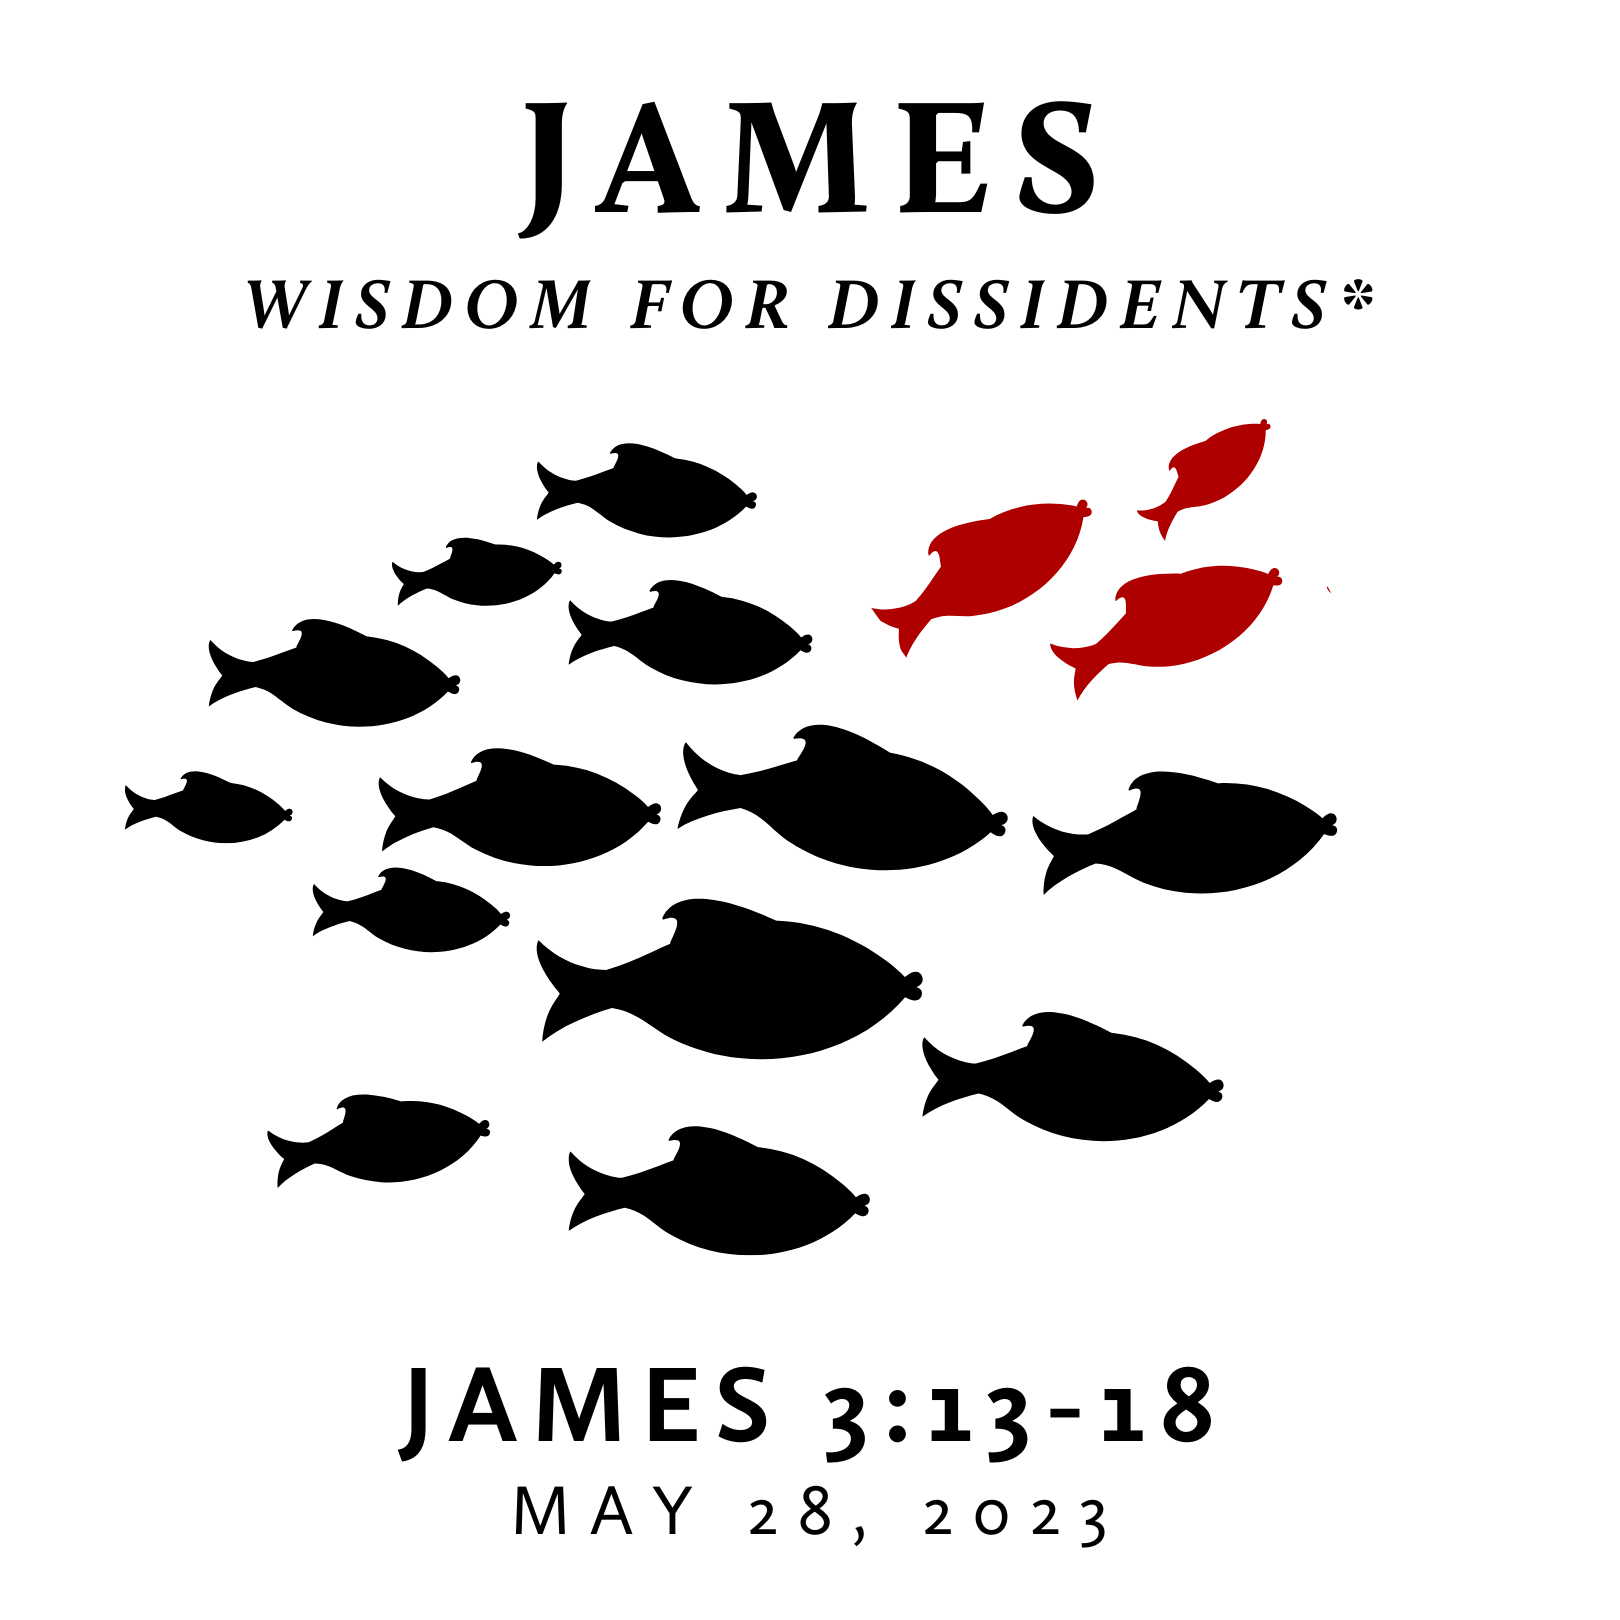 JAMES
WISDOM FOR DISSIDENTS*
JAMES 3:13-18
MAY 28, 2023